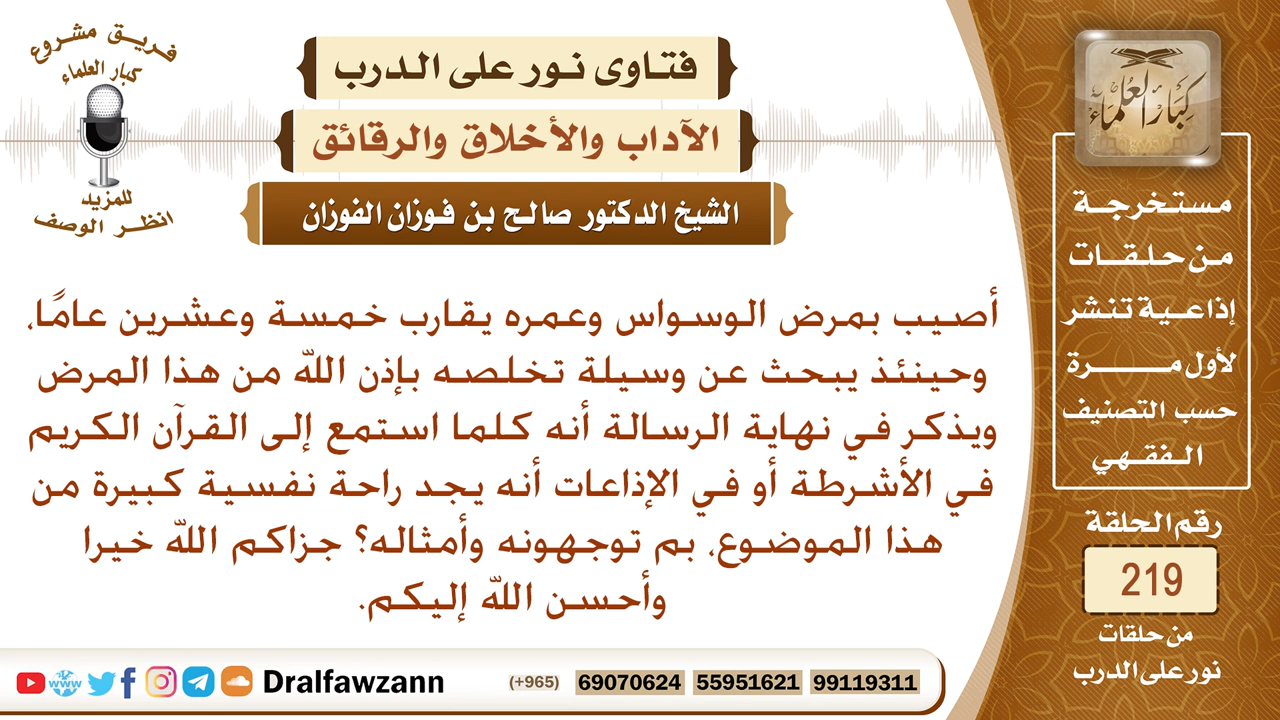 فريق مشروع
كبار العلماء
للمزيد
انظر الوصف
فتاوى نور على الدرب
الآداب والأخلاق والرقائق
الشيخ الدكتور صالح بن فوزان الفوزان
أصيب بمرض الوسواس وعمره يقارب خمسة وعشرين عامًا،
وحينئذ يبحث عن وسيلة تخلصه بإذن الله من هذا المرض
ويذكر في نهاية الرسالة أنه كلما استمع إلى القرآن الكريم
في الأشرطة أو في الإذاعات أنه يجد راحة نفسية كبيرة من
هذا الموضوع، بم توجهونه وأمثاله؟ جزاكم الله خيرا
وأحسن الله إليكم.
كِبَارُ العُلَمَاء
مستخرجة
من حلقات
إذاعية تنشر
لأول مرة
حسب التصنيف
الفقهي
رقم الحلقة
219
من حلقات
نور على الدرب
www Dralfawzann (+965) 69070624 55951621 99119311